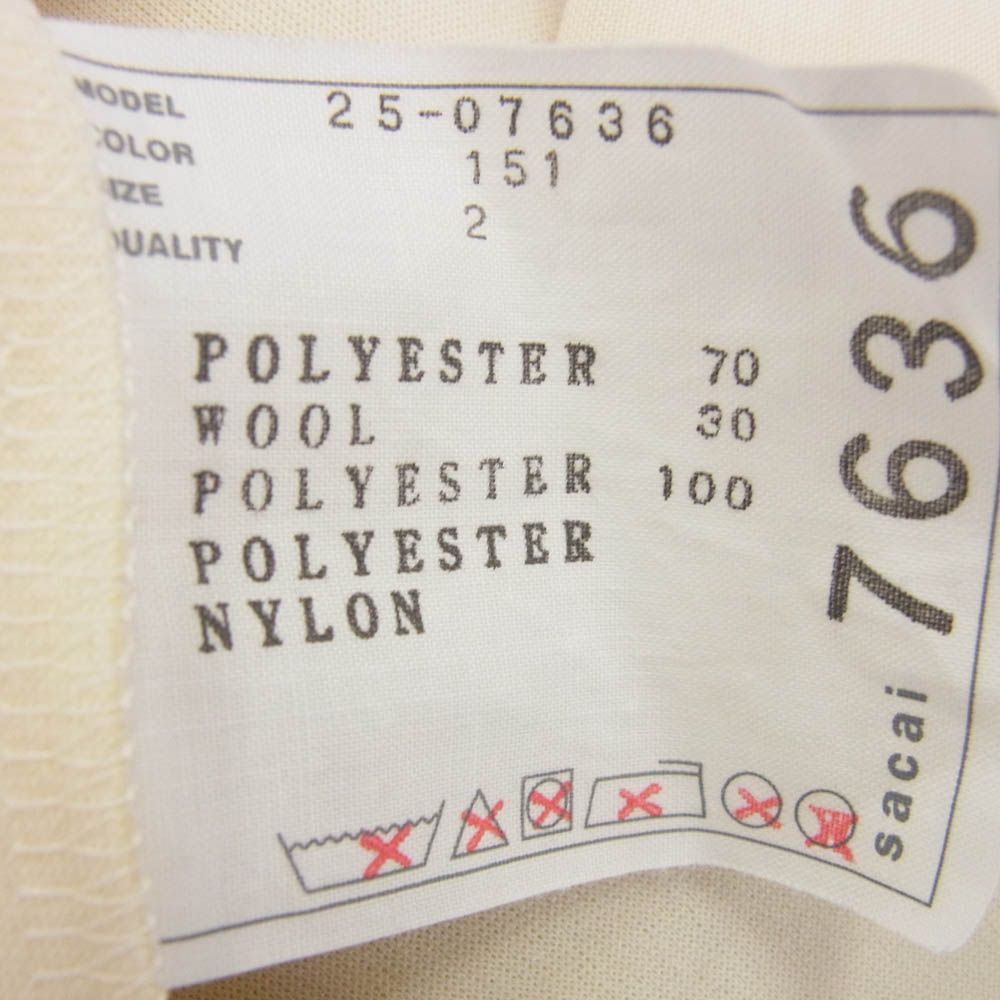 MODEL 25-07636
COLOR 151
SIZE 2
QUALITY
POLYESTER 70
WOOL 30
POLYESTER 100
POLYESTER
NYLON
sacai 7636